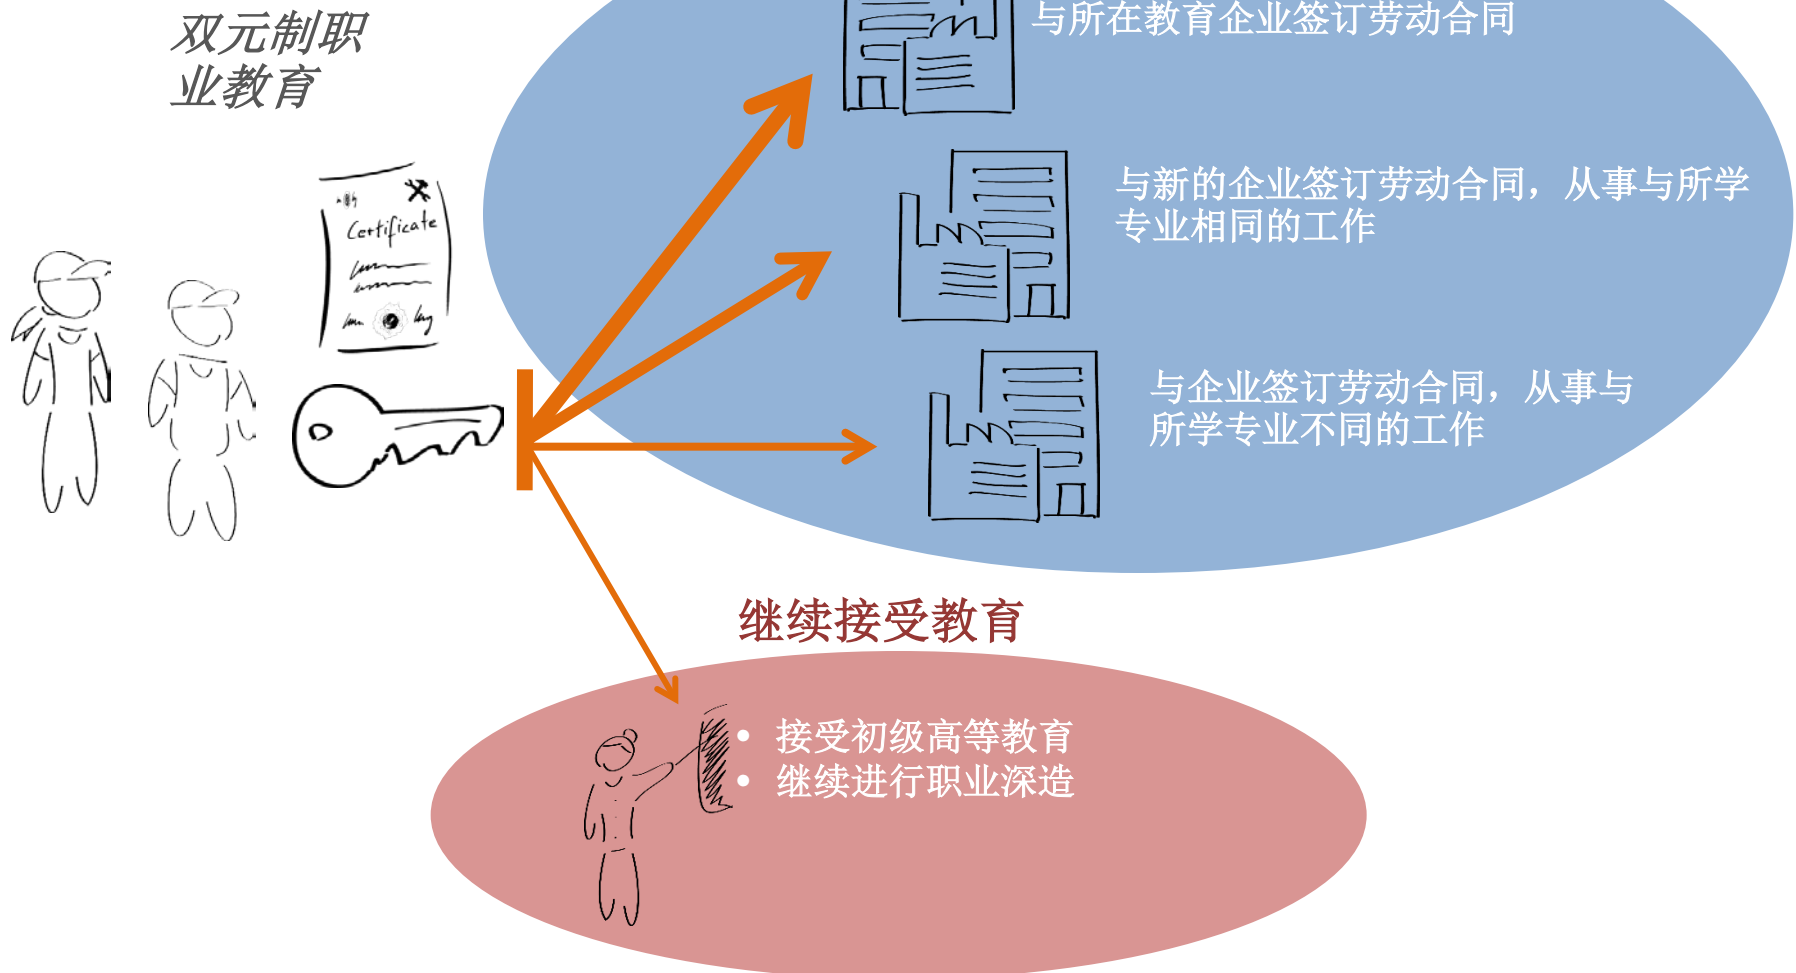 双元制职
业教育
与所在教育企业签订劳动合同
Certificate
与新的企业签订劳动合同，从事与所学
专业相同的工作
与企业签订劳动合同，从事与
所学专业不同的工作
继续接受教育
• 接受初级高等教育
• 继续进行职业深造